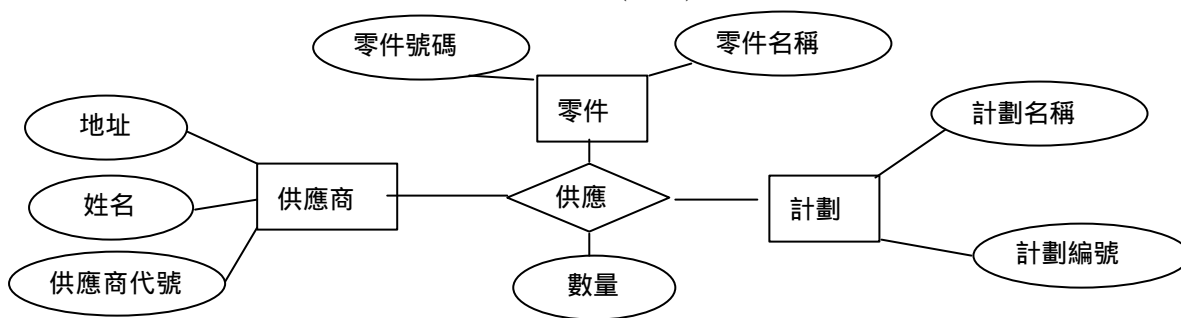 零件號碼
零件名稱
零件
計劃名稱
地址
姓名
供應商
供應
計劃
供應商代號
數量
計劃編號